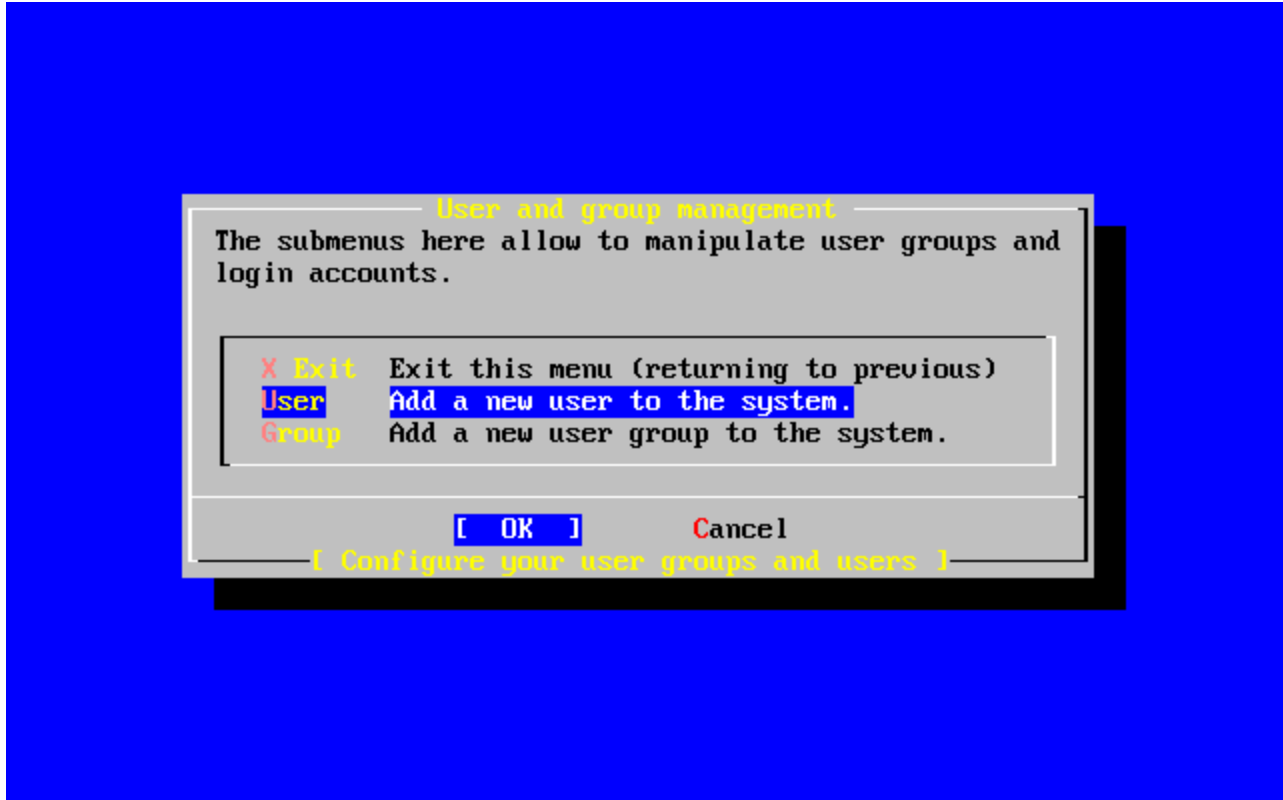 User and group management
The submenus here allow to manipulate user groups and
login accounts.
X Exit Exit this menu (returning to previous)
User Add a new user to the system.
Group Add a new user group to the system.
[ OK ] Cancel
[ Configure your user groups and users ]